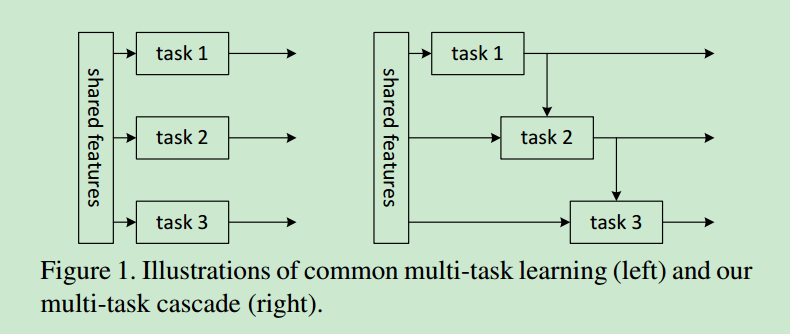 shared features
task 1
task 2
task 3
shared features
task 1
task 2
task 3
Figure 1. Illustrations of common multi-task learning (left) and our
multi-task cascade (right).